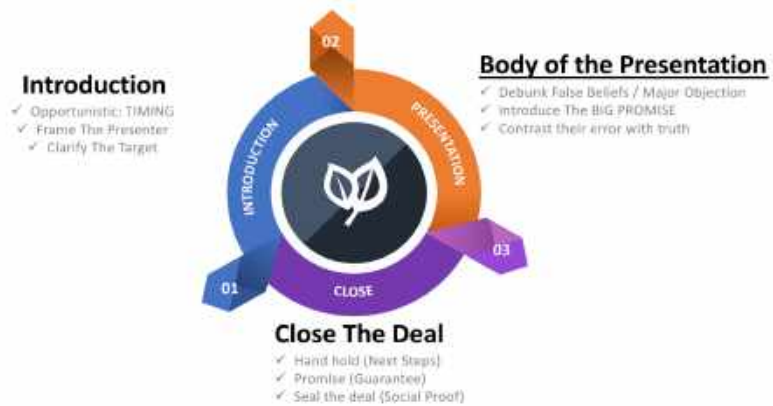 02
Introduction
Opportunistic: TIMING
Frame The Presenter
Clarify The Target
Body of the Presentation
Debunk False Beliefs / Major Objection
Introduce The BIG PROMISE
Contrast their error with truth
INTRODUCTION
PRESENTATION
01
03
CLOSE
Close The Deal
Hand hold (Next Steps)
Promise (Guarantee)
Seal the deal (Social Proof)